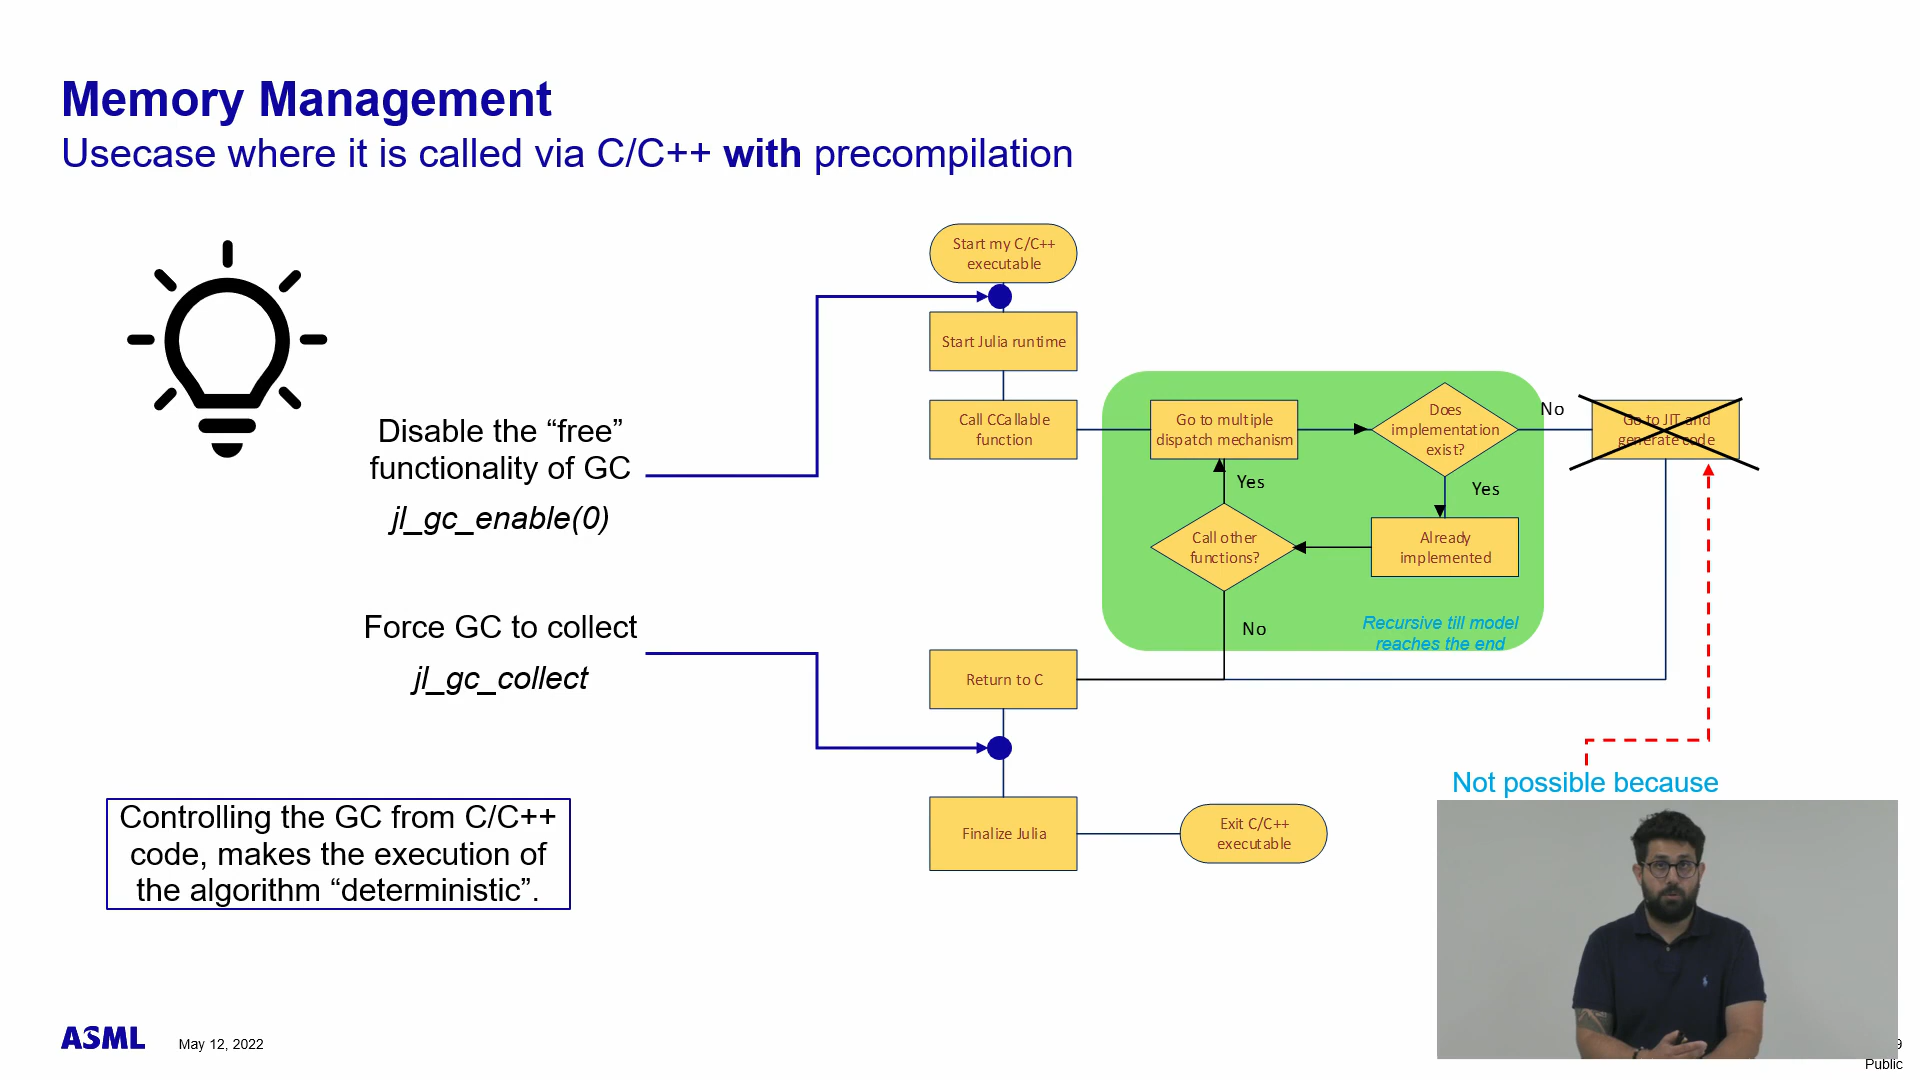 Memory Management
Usecase where it is called via C/C++ with precompilation
Start my C/C++
executable
Start Julia runtime
Call CCallable
function
Go to multiple
dispatch mechanism
Does
implementation
exist?
No
Go to JIT and
generate code
Yes
Yes
Call other
functions?
Already
implemented
No
Recursive till model
reaches the end
Return to C
Finalize Julia
Exit C/C++
executable
Disable the “free”
functionality of GC
jl_gc_enable(0)
Force GC to collect
jl_gc_collect
Controlling the GC from C/C++
code, makes the execution of
the algorithm “deterministic”.
Not possible because
ASML
May 12, 2022
9
Public